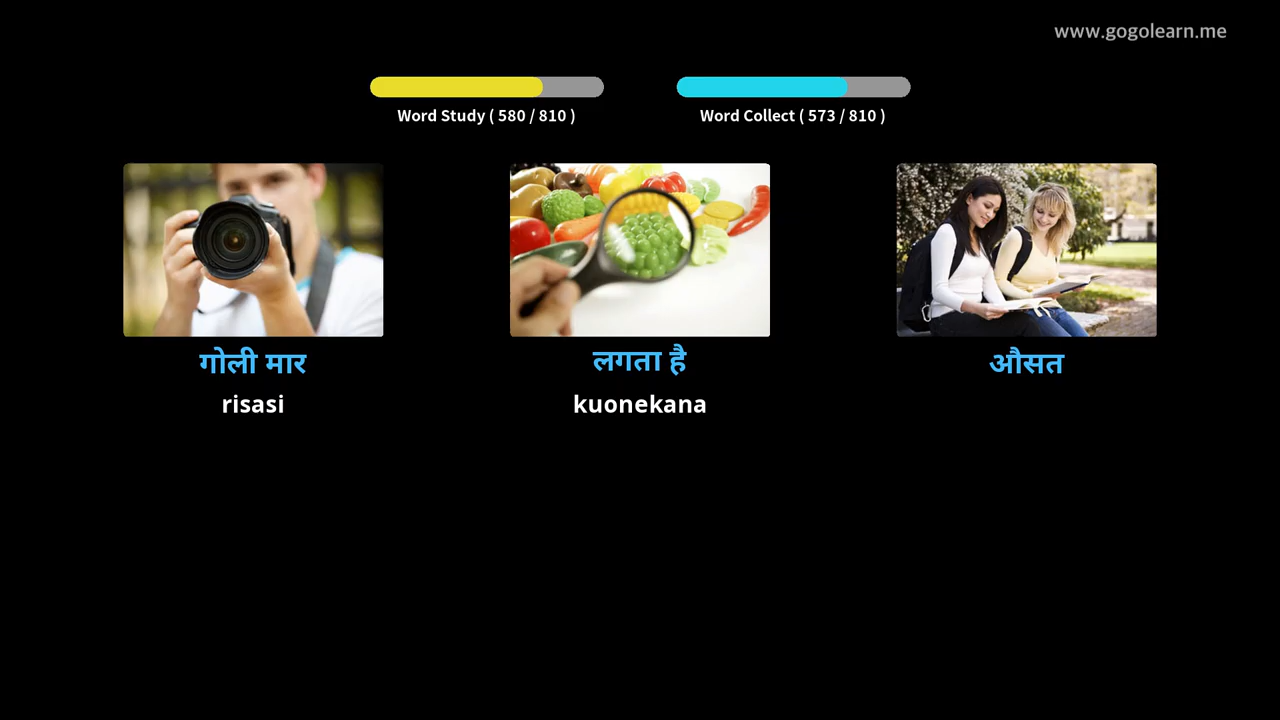 www.gogolearn.me
Word Study ( 580 / 810 )
Word Collect ( 573 / 810 )
गोली मार
लगता है
औसत
risasi
kuonekana